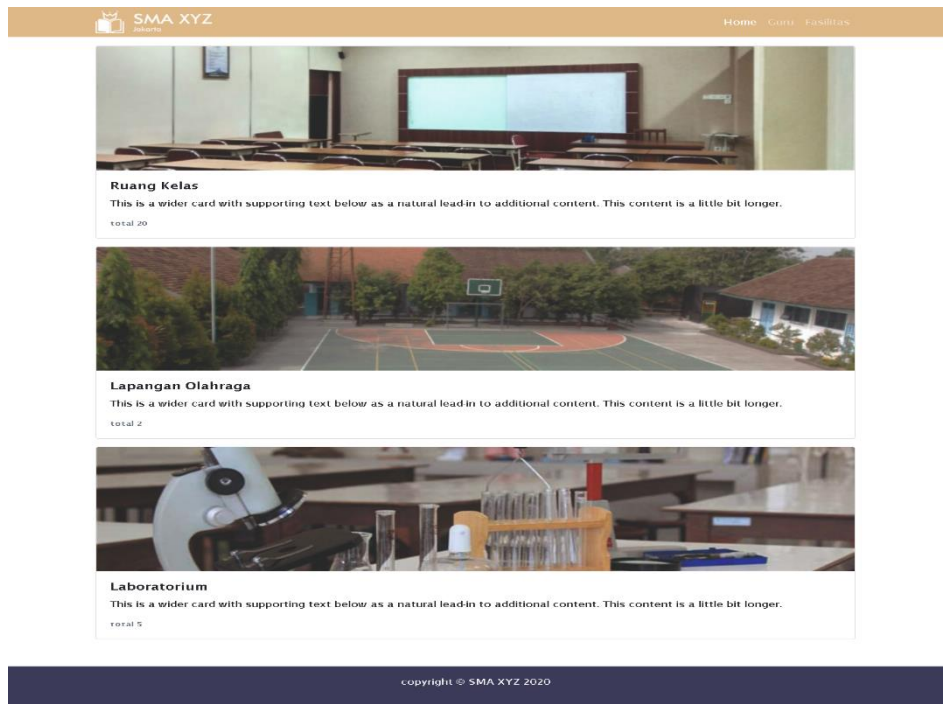 SMA XYZ
Jakarta
Home Guru Fasilitas
Ruang Kelas
This is a wider card with supporting text below as a natural lead-in to additional content. This content is a little bit longer.
total 20
Lapangan Olahraga
This is a wider card with supporting text below as a natural lead-in to additional content. This content is a little bit longer.
total 2
Laboratorium
This is a wider card with supporting text below as a natural lead-in to additional content. This content is a little bit longer.
total 5
copyright © SMA XYZ 2020